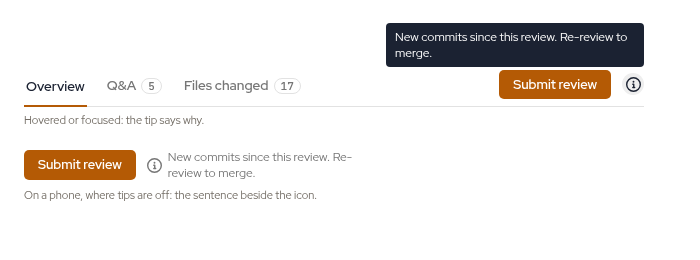 New commits since this review. Re-review to
merge.
Overview Q&A 5 Files changed 17 Submit review
Hovered or focused: the tip says why.
Submit review New commits since this review. Re-
review to merge.
On a phone, where tips are off: the sentence beside the icon.